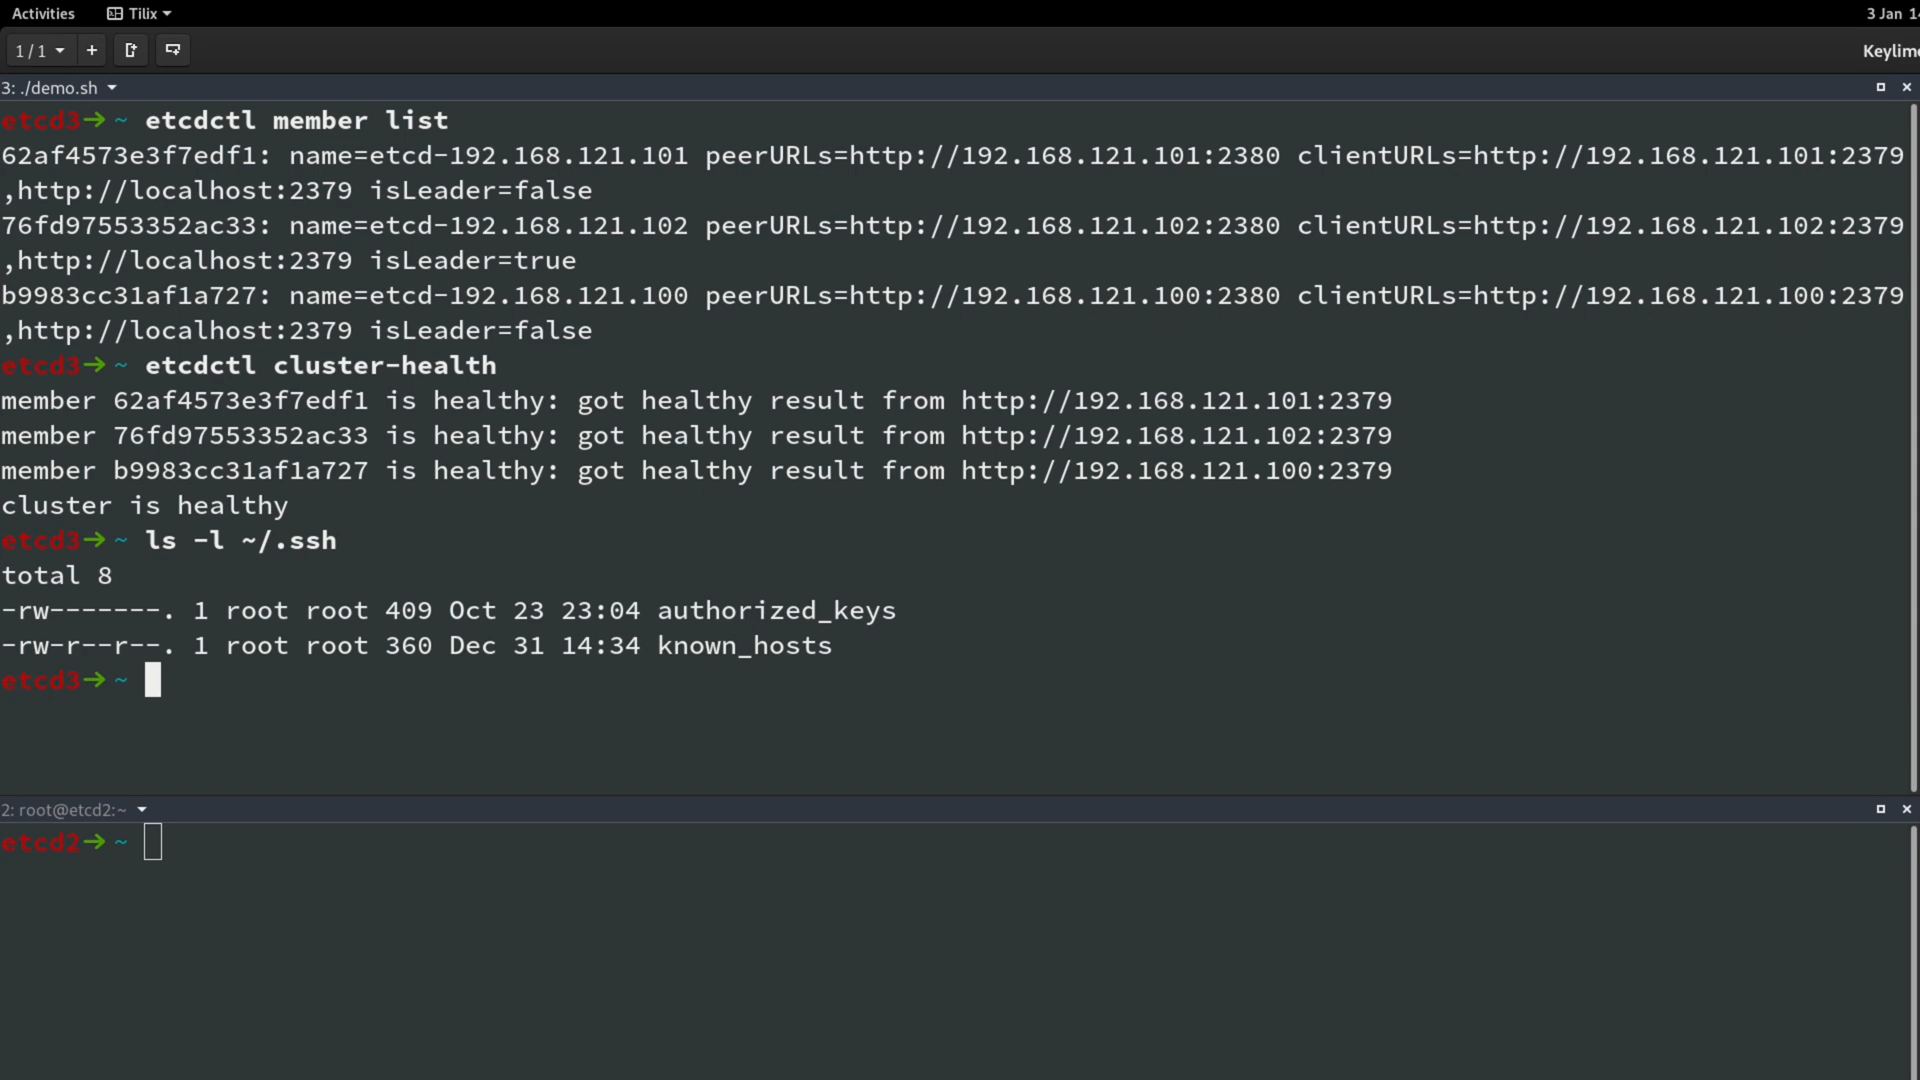 Activities Tilix 3 Jan
1 / 1 + Keylime
3: ./demo.sh
etcd3→ ~ etcdctl member list
62af4573e3f7edf1: name=etcd-192.168.121.101 peerURLs=http://192.168.121.101:2380 clientURLs=http://192.168.121.101:2379
,http://localhost:2379 isLeader=false
76fd97553352ac33: name=etcd-192.168.121.102 peerURLs=http://192.168.121.102:2380 clientURLs=http://192.168.121.102:2379
,http://localhost:2379 isLeader=true
b9983cc31af1a727: name=etcd-192.168.121.100 peerURLs=http://192.168.121.100:2380 clientURLs=http://192.168.121.100:2379
,http://localhost:2379 isLeader=false
etcd3→ ~ etcdctl cluster-health
member 62af4573e3f7edf1 is healthy: got healthy result from http://192.168.121.101:2379
member 76fd97553352ac33 is healthy: got healthy result from http://192.168.121.102:2379
member b9983cc31af1a727 is healthy: got healthy result from http://192.168.121.100:2379
cluster is healthy
etcd3→ ~ ls -l ~/.ssh
total 8
-rw-------. 1 root root 409 Oct 23 23:04 authorized_keys
-rw-r--r--. 1 root root 360 Dec 31 14:34 known_hosts
etcd3→ ~
2: root@etcd2:~
etcd2→ ~